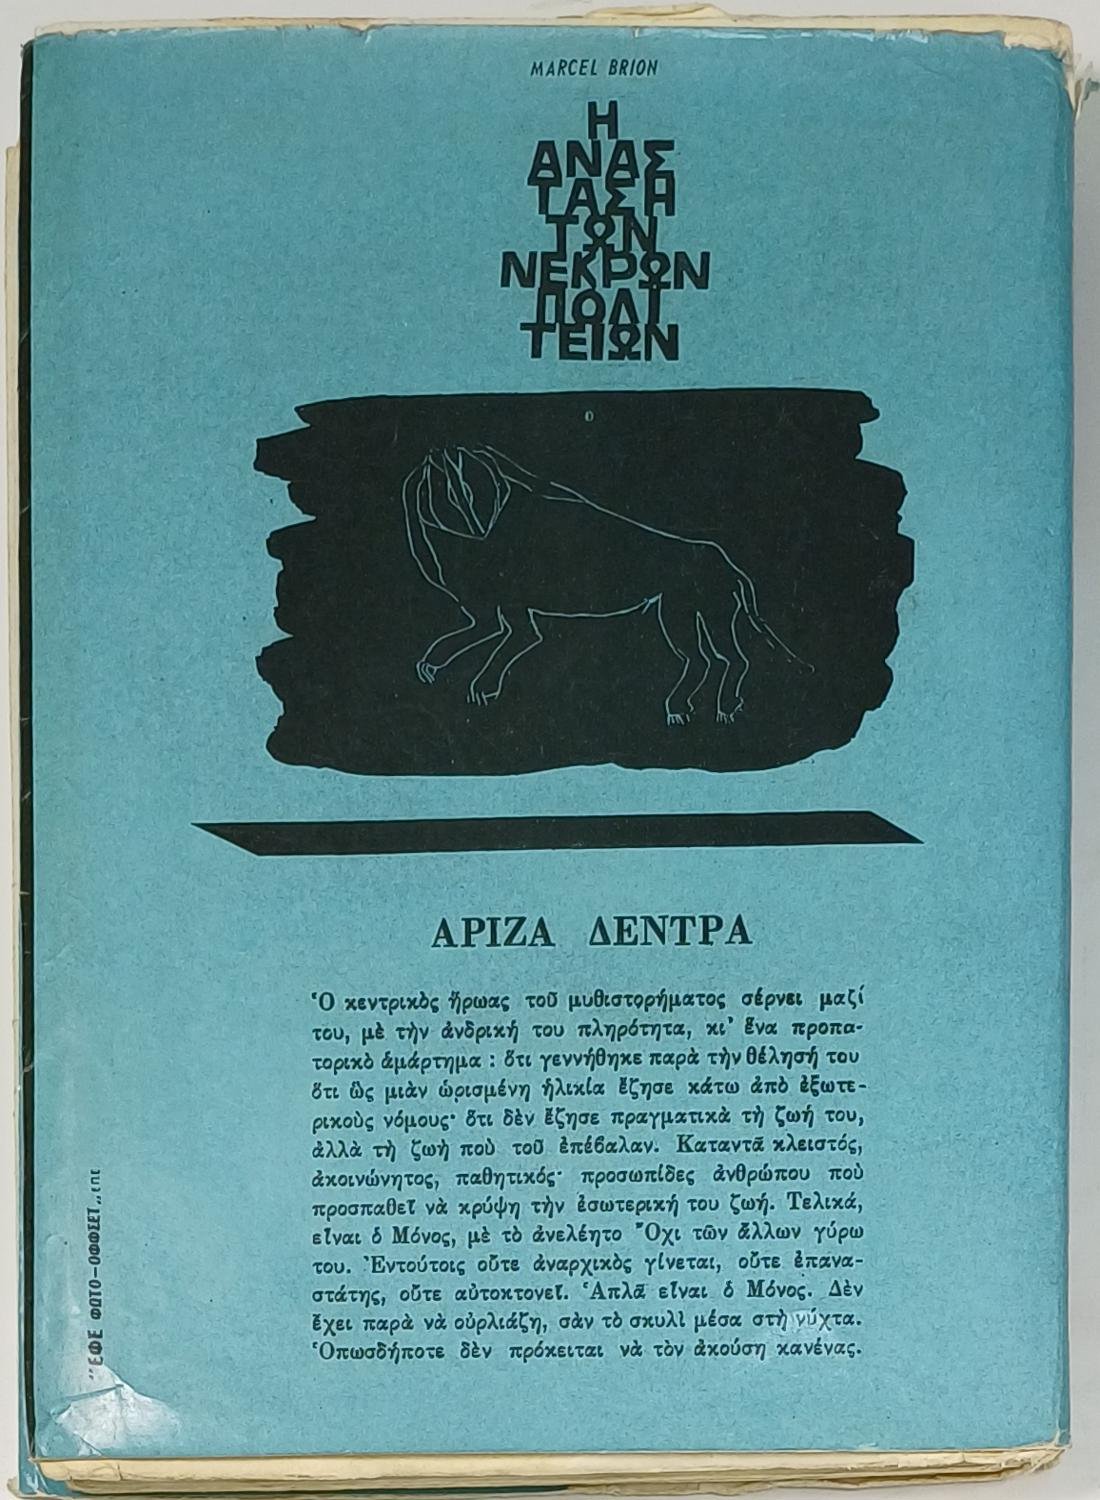 MARCEL BRION
Η
ΑΝΑΣ
ΤΑΣΗ
ΤΩΝ
ΝΕΚΡΩΝ
ΠΟΛΙ
ΤΕΙΩΝ
ΑΡΙΖΑ ΔΕΝΤΡΑ
Ὁ κεντρικὸς ἥρωας τοῦ μυθιστορήματος σέρνει μαζί
του, μὲ τὴν ἀνδρική του πληρότητα, κι' ἕνα προπα-
τορικὸ ἁμάρτημα : ὅτι γεννήθηκε παρὰ τὴν θέλησή του
ὅτι ὣς μιὰν ὡρισμένη ἡλικία ἔζησε κάτω ἀπὸ ἐξωτε-
ρικοὺς νόμους· ὅτι δὲν ἔζησε πραγματικὰ τὴ ζωή του,
ἀλλὰ τὴ ζωὴ ποὺ τοῦ ἐπέβαλαν. Καταντᾶ κλειστός,
ἀκοινώνητος, παθητικός· προσωπίδες ἀνθρώπου ποὺ
προσπαθεῖ νὰ κρύψη τὴν ἐσωτερική του ζωή. Τελικά,
εἶναι ὁ Μόνος, μὲ τὸ ἀνελέητο Ὄχι τῶν ἄλλων γύρω
του. Ἐντούτοις οὔτε ἀναρχικὸς γίνεται, οὔτε ἐπανα-
στάτης, οὔτε αὐτοκτονεῖ. Ἁπλᾶ εἶναι ὁ Μόνος. Δὲν
ἔχει παρὰ νὰ οὐρλιάζη, σὰν τὸ σκυλὶ μέσα στὴ νύχτα.
Ὁπωσδήποτε δὲν πρόκειται νὰ τὸν ἀκούση κανένας.
"ΕΦΕ ΦΩΤΟ-ΟΦΦΣΕΤ„